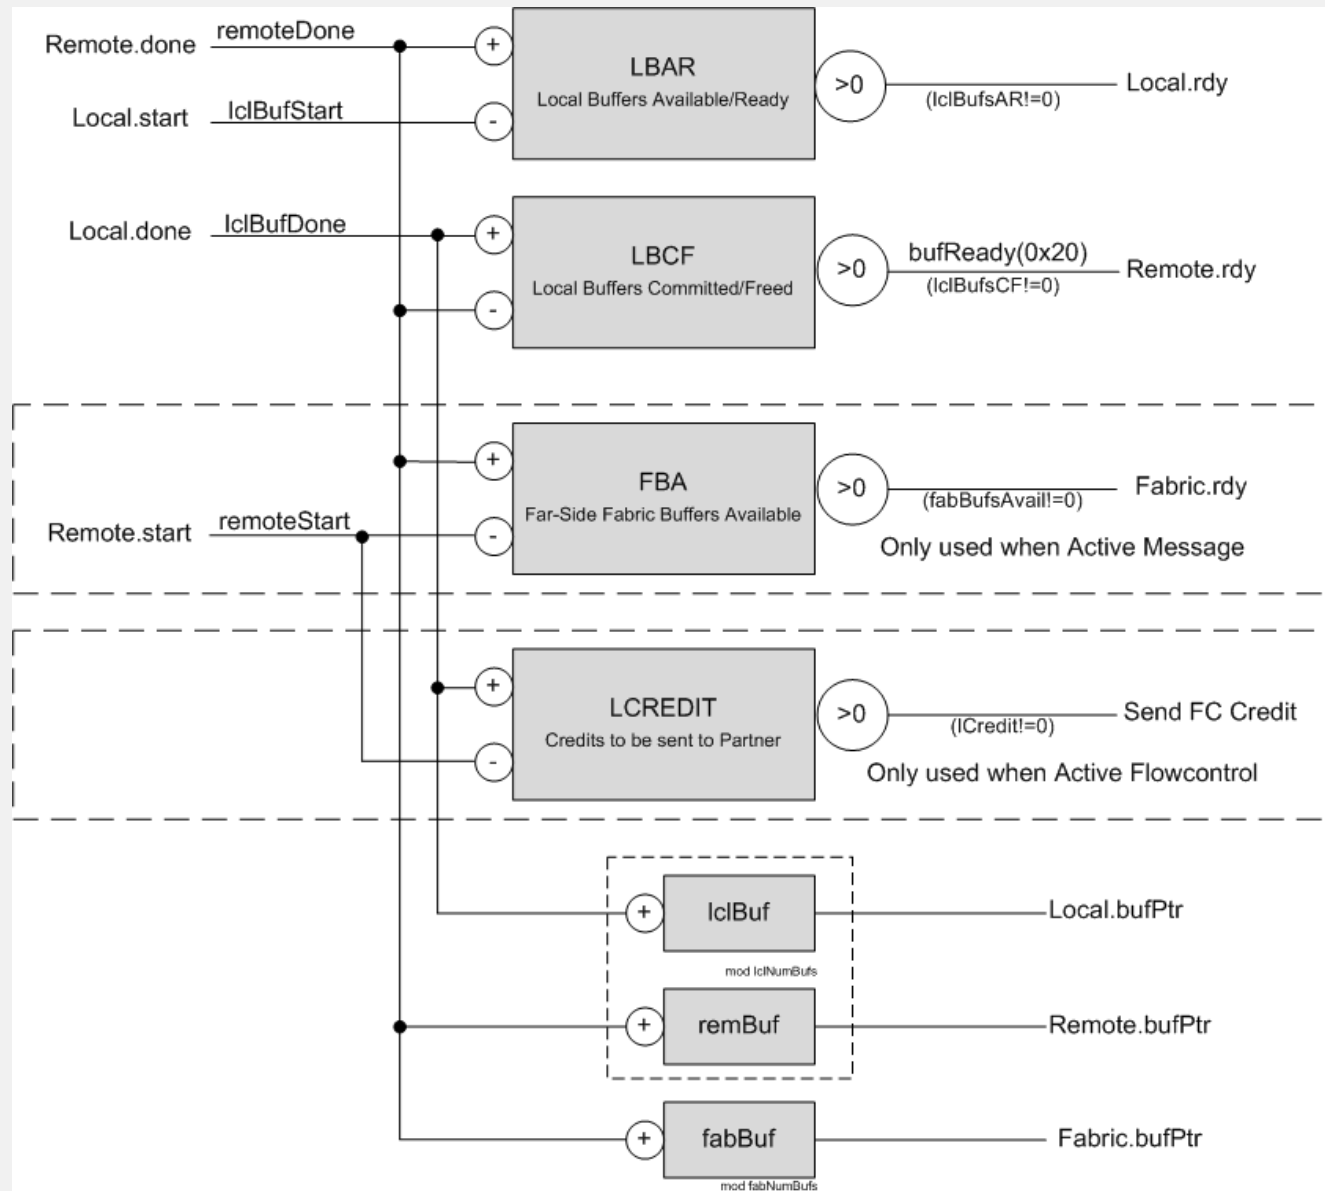 Remote.done remoteDone + LBAR >0 Local.rdy
Local Buffers Available/Ready (lclBufsAR!=0)
Local.start lclBufStart -
Local.done lclBufDone + LBCF >0 bufReady(0x20) Remote.rdy
Local Buffers Committed/Freed (lclBufsCF!=0)
-
+ FBA >0 Fabric.rdy
Far-Side Fabric Buffers Available (fabBufsAvail!=0)
Remote.start remoteStart - Only used when Active Message
+ LCREDIT >0 Send FC Credit
Credits to be sent to Partner (lCredit!=0)
- Only used when Active Flowcontrol
+ lclBuf Local.bufPtr
mod lclNumBufs
+ remBuf Remote.bufPtr
+ fabBuf Fabric.bufPtr
mod fabNumBufs